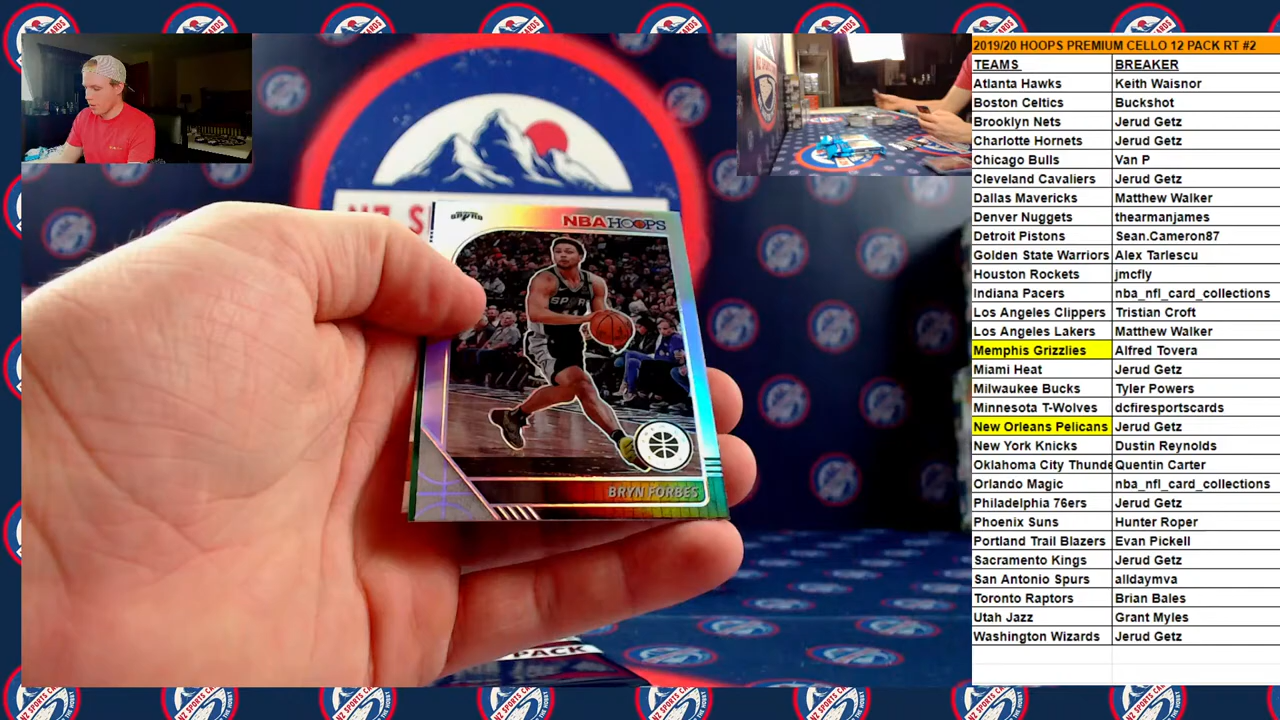 NZ S
SPURS
NBA HOOPS
SPUR
BRYN FORBES
PACK
2019/20 HOOPS PREMIUM CELLO 12 PACK RT #2
TEAMS BREAKER
Atlanta Hawks Keith Waisnor
Boston Celtics Buckshot
Brooklyn Nets Jerud Getz
Charlotte Hornets Jerud Getz
Chicago Bulls Van P
Cleveland Cavaliers Jerud Getz
Dallas Mavericks Matthew Walker
Denver Nuggets thearmanjames
Detroit Pistons Sean.Cameron87
Golden State Warriors Alex Tarlescu
Houston Rockets jmcfly
Indiana Pacers nba_nfl_card_collections
Los Angeles Clippers Tristian Croft
Los Angeles Lakers Matthew Walker
Memphis Grizzlies Alfred Tovera
Miami Heat Jerud Getz
Milwaukee Bucks Tyler Powers
Minnesota T-Wolves dcfiresportscards
New Orleans Pelicans Jerud Getz
New York Knicks Dustin Reynolds
Oklahoma City Thunde Quentin Carter
Orlando Magic nba_nfl_card_collections
Philadelphia 76ers Jerud Getz
Phoenix Suns Hunter Roper
Portland Trail Blazers Evan Pickell
Sacramento Kings Jerud Getz
San Antonio Spurs alldaymva
Toronto Raptors Brian Bales
Utah Jazz Grant Myles
Washington Wizards Jerud Getz
NZ SPORTS CARDS